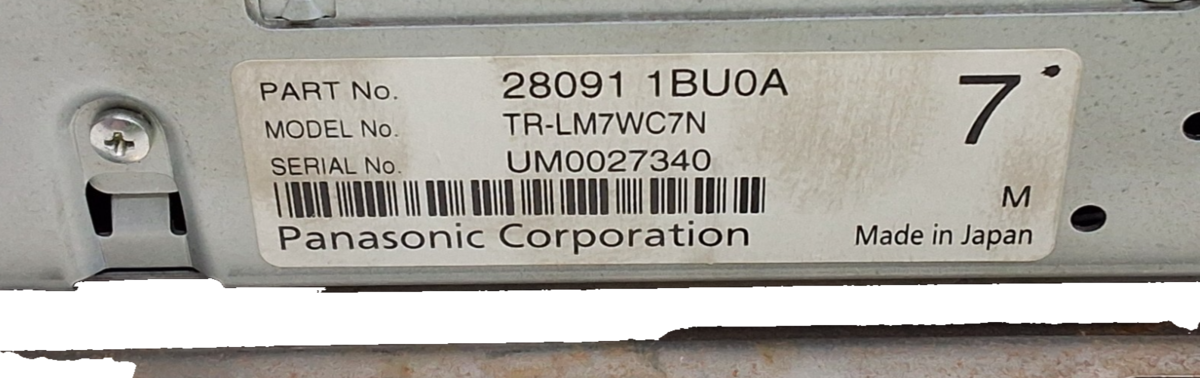 PART No. 28091 1BU0A
7
MODEL No. TR-LM7WC7N
SERIAL No. UM0027340
M
Panasonic Corporation
Made in Japan